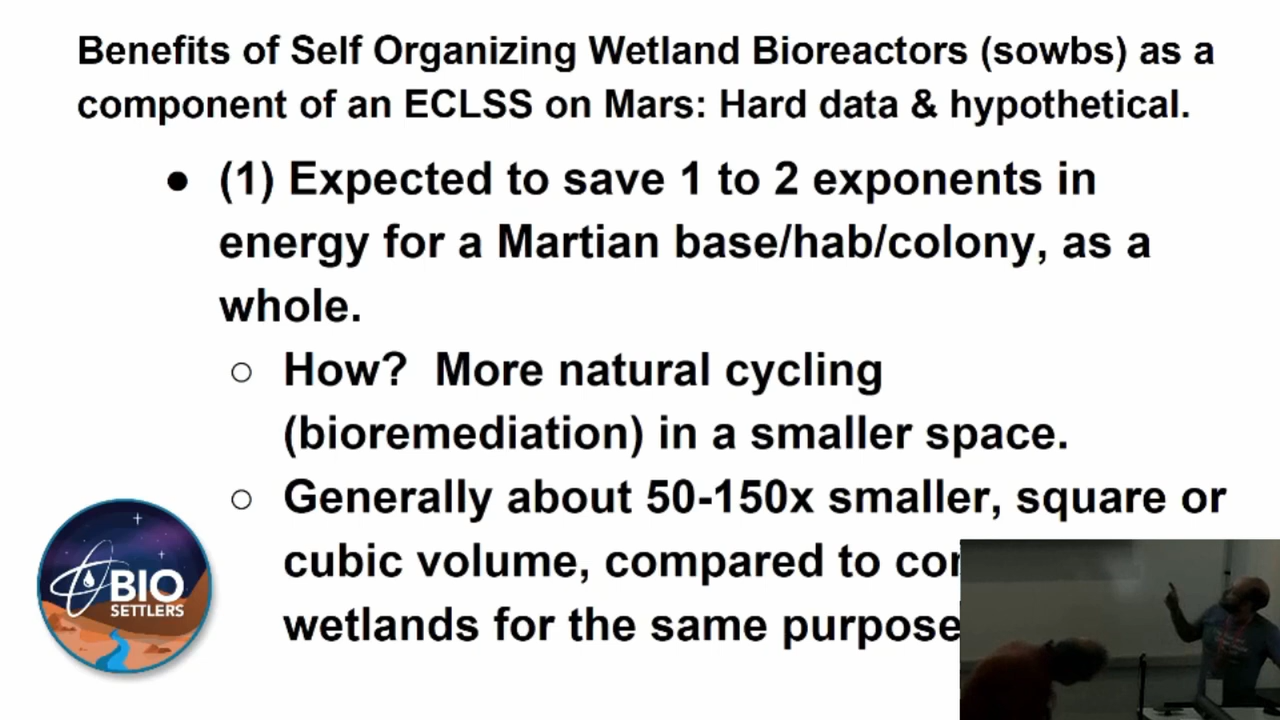 Benefits of Self Organizing Wetland Bioreactors (sowbs) as a
component of an ECLSS on Mars: Hard data & hypothetical.
● (1) Expected to save 1 to 2 exponents in
energy for a Martian base/hab/colony, as a
whole.
○ How? More natural cycling
(bioremediation) in a smaller space.
○ Generally about 50-150x smaller, square or
cubic volume, compared to
wetlands for the same purpose
BIO
SETTLERS